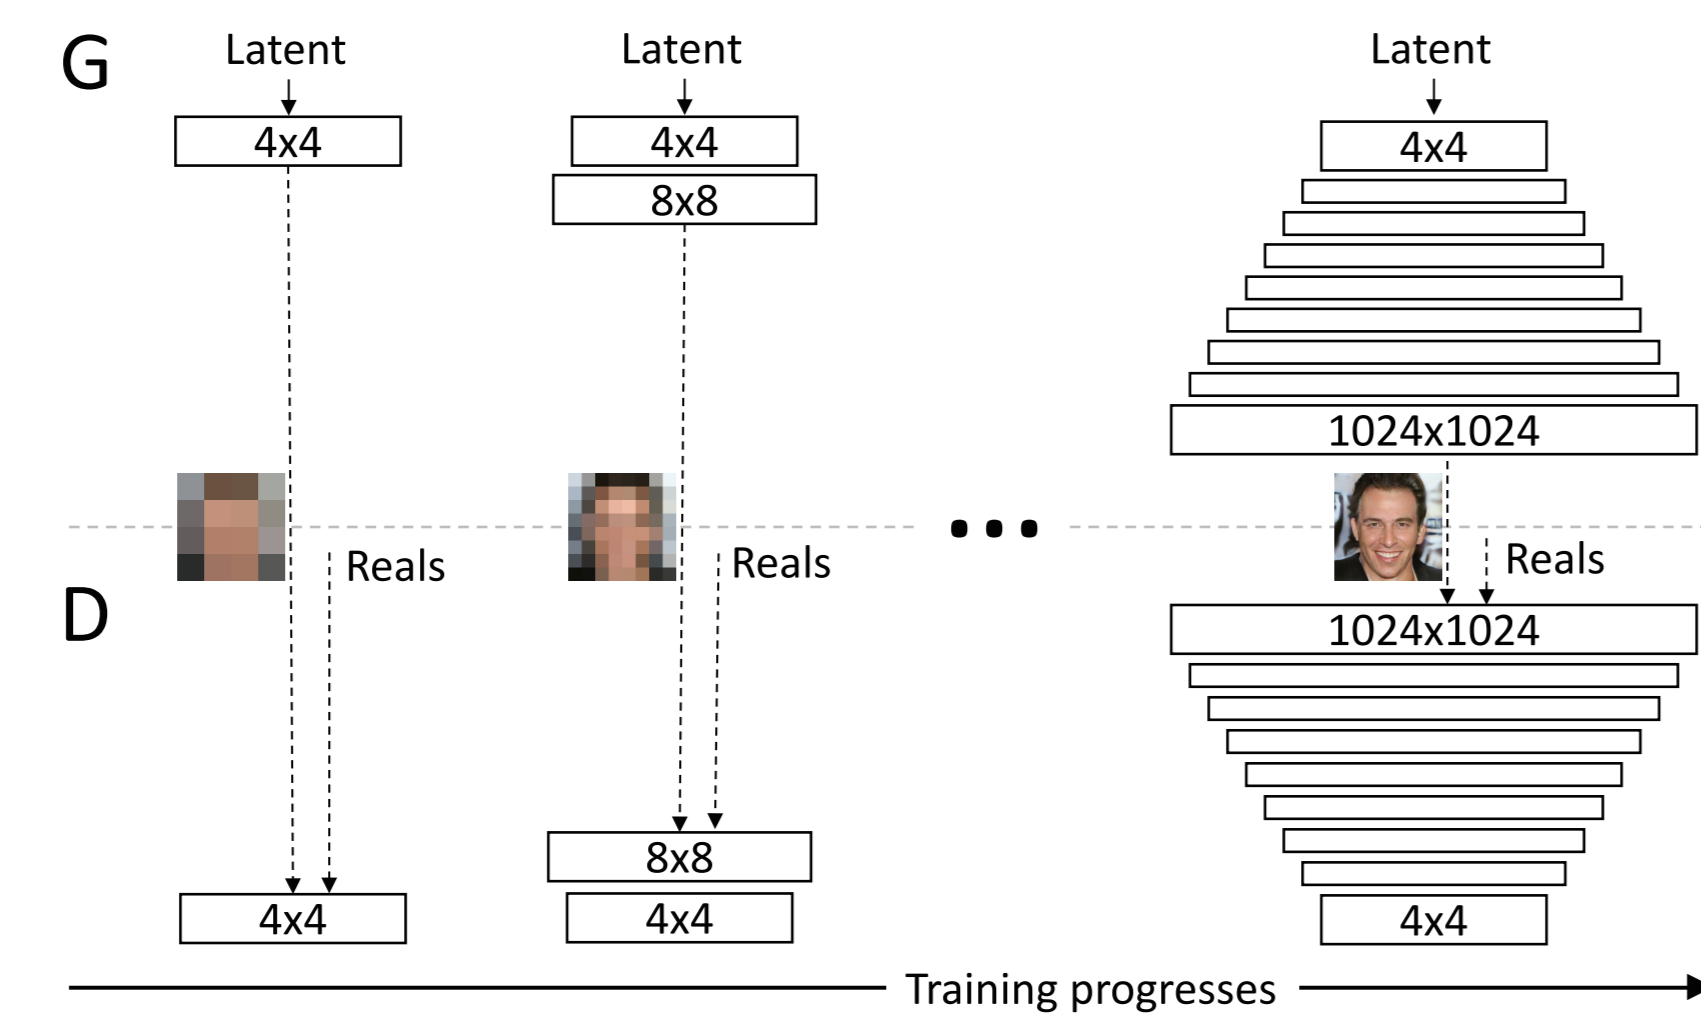 G
Latent
Latent
Latent
4x4
4x4
4x4
8x8
1024x1024
Reals
Reals
Reals
D
1024x1024
8x8
4x4
4x4
4x4
Training progresses